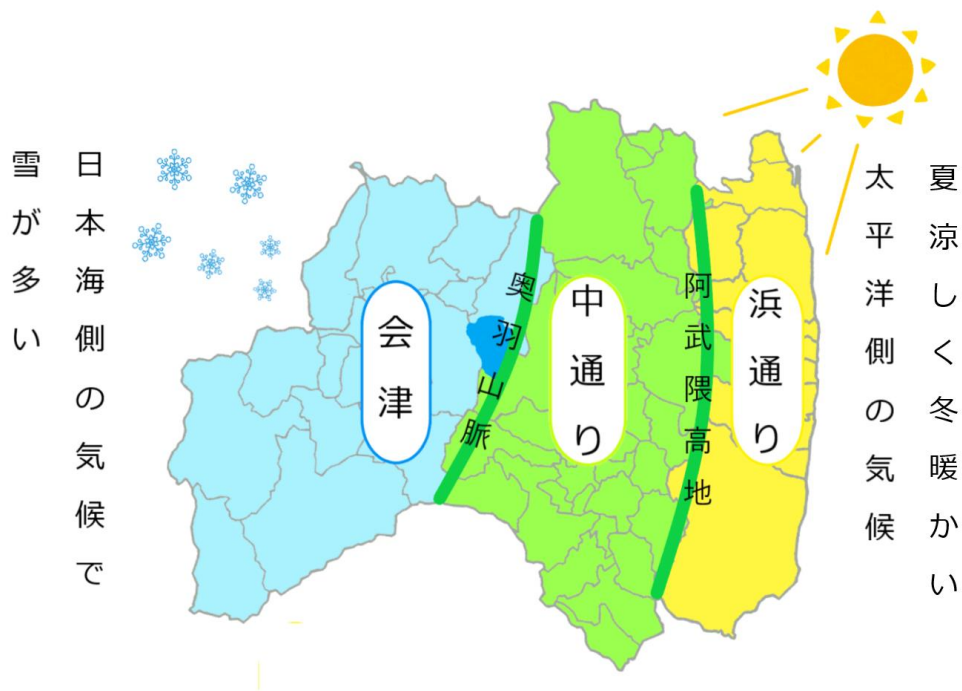 夏涼しく冬暖かい
太平洋側の気候
浜通り
阿武隈高地
中通り
奥羽山脈
会津
日本海側の気候で
雪が多い